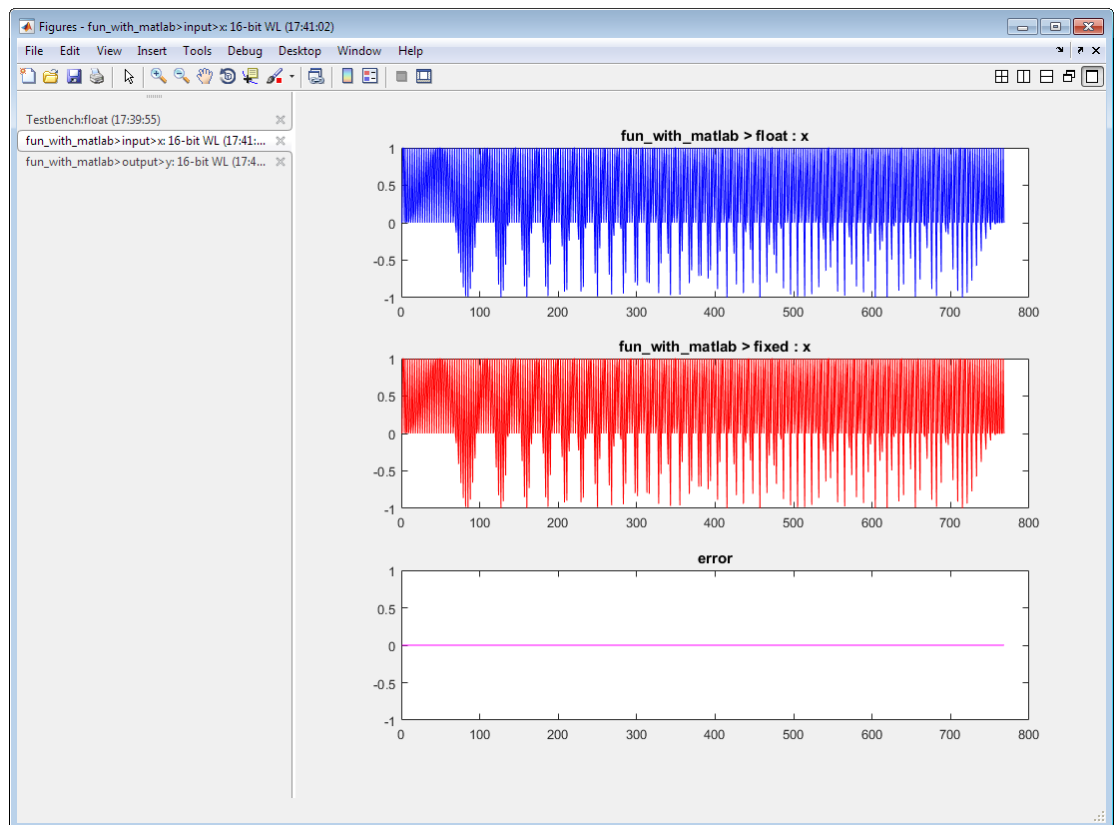 Figures - fun_with_matlab>input>x: 16-bit WL (17:41:02)
File Edit View Insert Tools Debug Desktop Window Help
Testbench:float (17:39:55)
fun_with_matlab>input>x: 16-bit WL (17:41:...
fun_with_matlab>output>y: 16-bit WL (17:4...
fun_with_matlab > float : x
1
0.5
0
-0.5
-1
0 100 200 300 400 500 600 700 800
fun_with_matlab > fixed : x
1
0.5
0
-0.5
-1
0 100 200 300 400 500 600 700 800
error
1
0.5
0
-0.5
-1
0 100 200 300 400 500 600 700 800